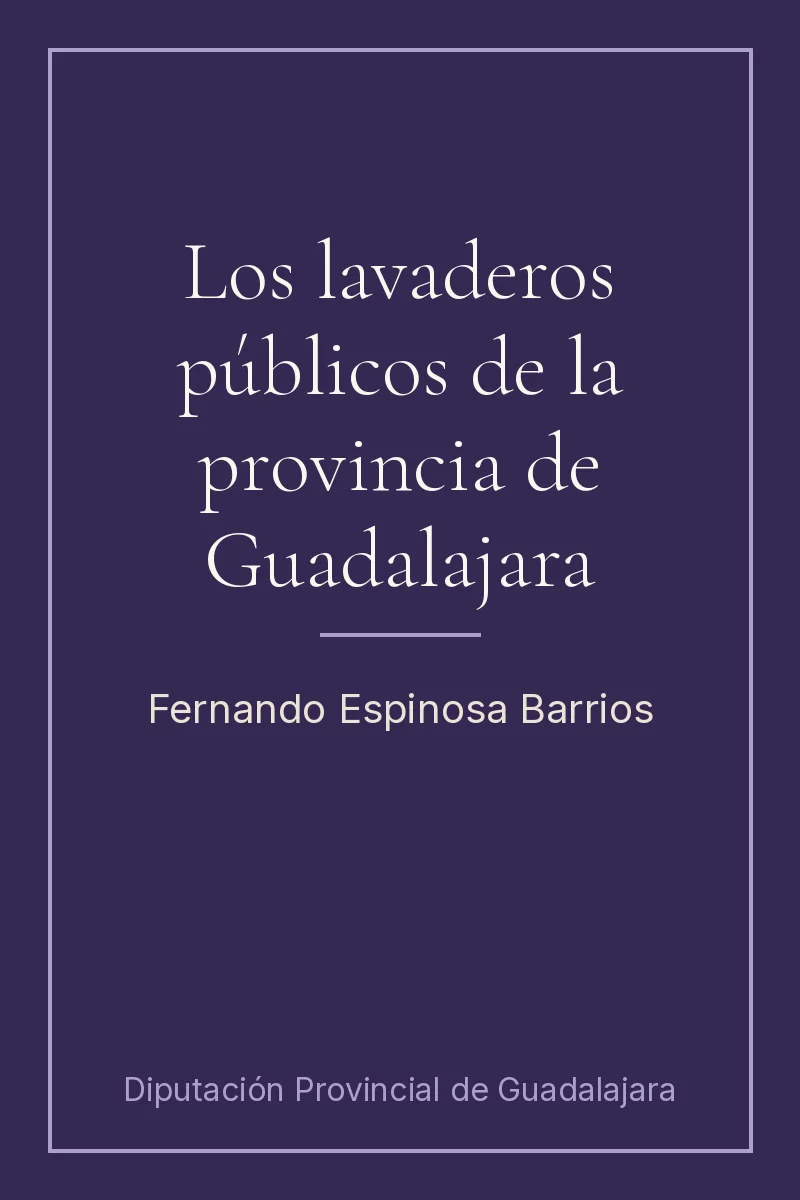 Los lavaderos
públicos de la
provincia de
Guadalajara
Fernando Espinosa Barrios
Diputación Provincial de Guadalajara